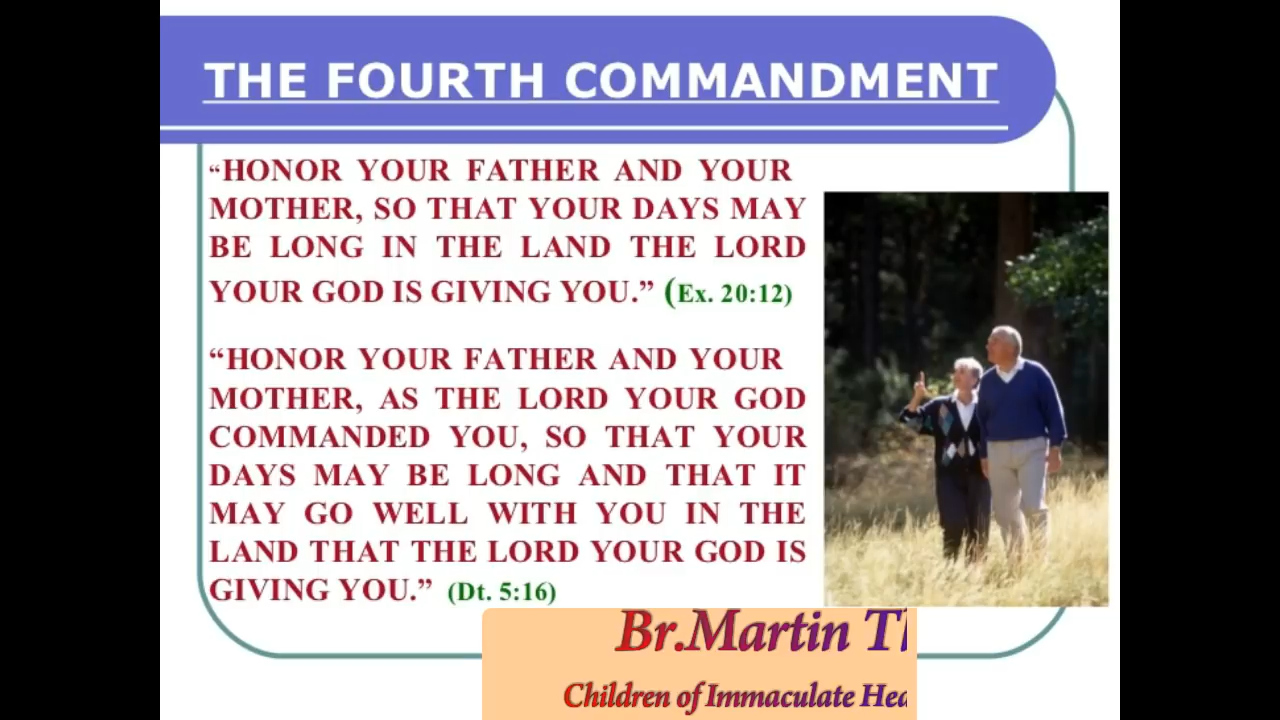 THE FOURTH COMMANDMENT
“HONOR YOUR FATHER AND YOUR
MOTHER, SO THAT YOUR DAYS MAY
BE LONG IN THE LAND THE LORD
YOUR GOD IS GIVING YOU.” (Ex. 20:12)
“HONOR YOUR FATHER AND YOUR
MOTHER, AS THE LORD YOUR GOD
COMMANDED YOU, SO THAT YOUR
DAYS MAY BE LONG AND THAT IT
MAY GO WELL WITH YOU IN THE
LAND THAT THE LORD YOUR GOD IS
GIVING YOU.” (Dt. 5:16)
Br.Martin
Children of Immaculate